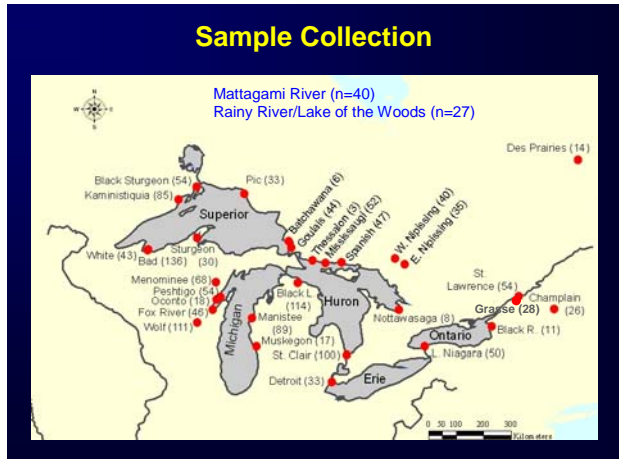 Sample Collection
Mattagami River (n=40)
Rainy River/Lake of the Woods (n=27)
N
W
E
S
Des Prairies (14)
Black Sturgeon (54)
Pic (33)
Kaministiquia (85)
Batchawana (6)
Goulais (44)
Thessalon (3)
Mississaugi (52)
Spanish (47)
W. Nipissing (40)
E. Nipissing (35)
Superior
White (43)
Bad (136)
Sturgeon
(30)
Menominee (68)
Peshtigo (54)
Oconto (18)
Fox River (46)
Wolf (111)
Michigan
Black L
(114)
Huron
Manistee
(89)
Muskegon (17)
St. Clair (100)
Detroit (33)
Erie
Nottawasaga (8)
Ontario
L. Niagara (50)
Black R. (11)
St.
Lawrence (54)
Grasse (28)
Champlain
(26)
0 50 100 200 300
Kilometers